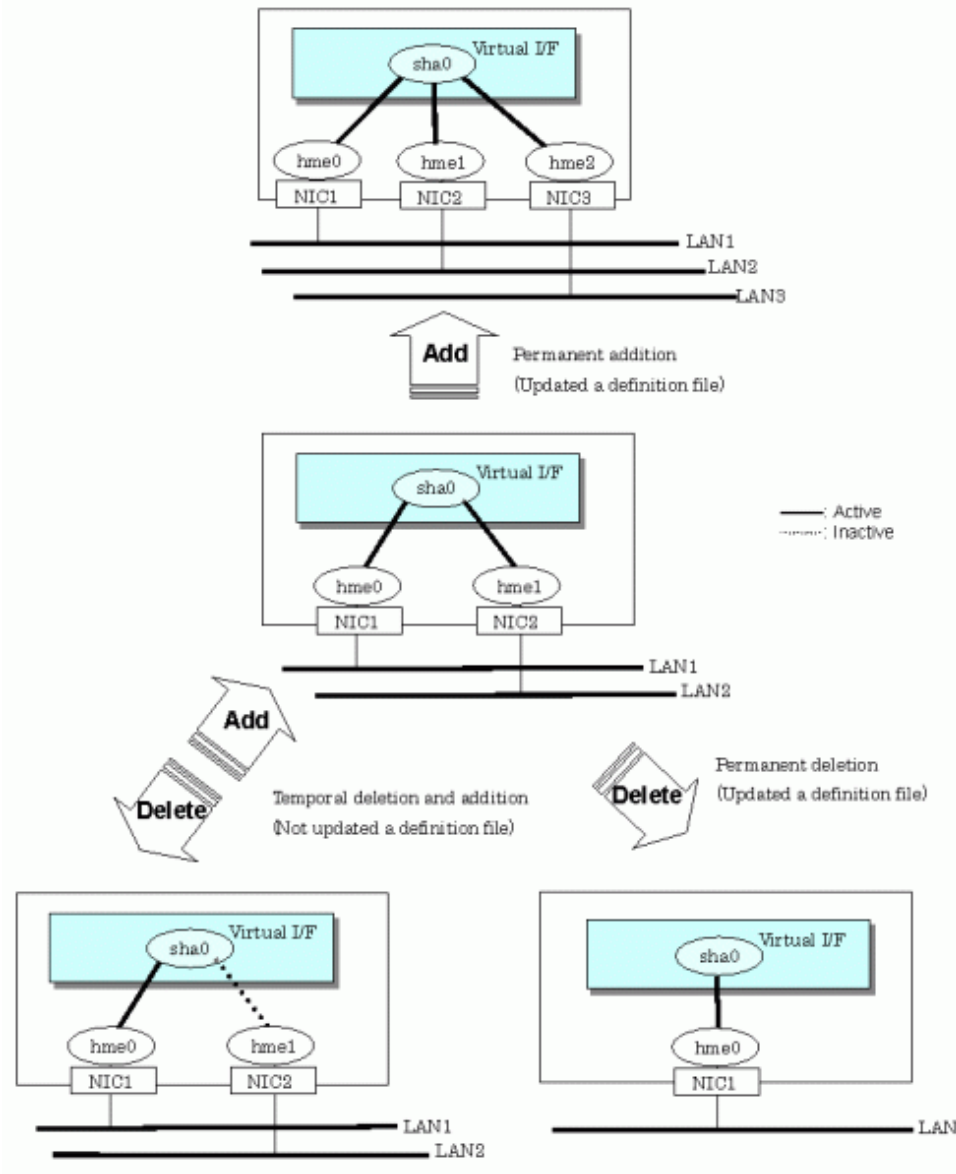 Virtual I/F
sha0
hme0
hme1
hme2
NIC1
NIC2
NIC3
LAN1
LAN2
LAN3
Add
Permanent addition
(Updated a definition file)
Virtual I/F
sha0
: Active
: Inactive
hme0
hme1
NIC1
NIC2
LAN1
LAN2
Add
Delete
Temporal deletion and addition
(Not updated a definition file)
Delete
Permanent deletion
(Updated a definition file)
Virtual I/F
sha0
hme0
hme1
NIC1
NIC2
LAN1
LAN2
Virtual I/F
sha0
hme0
NIC1
LAN